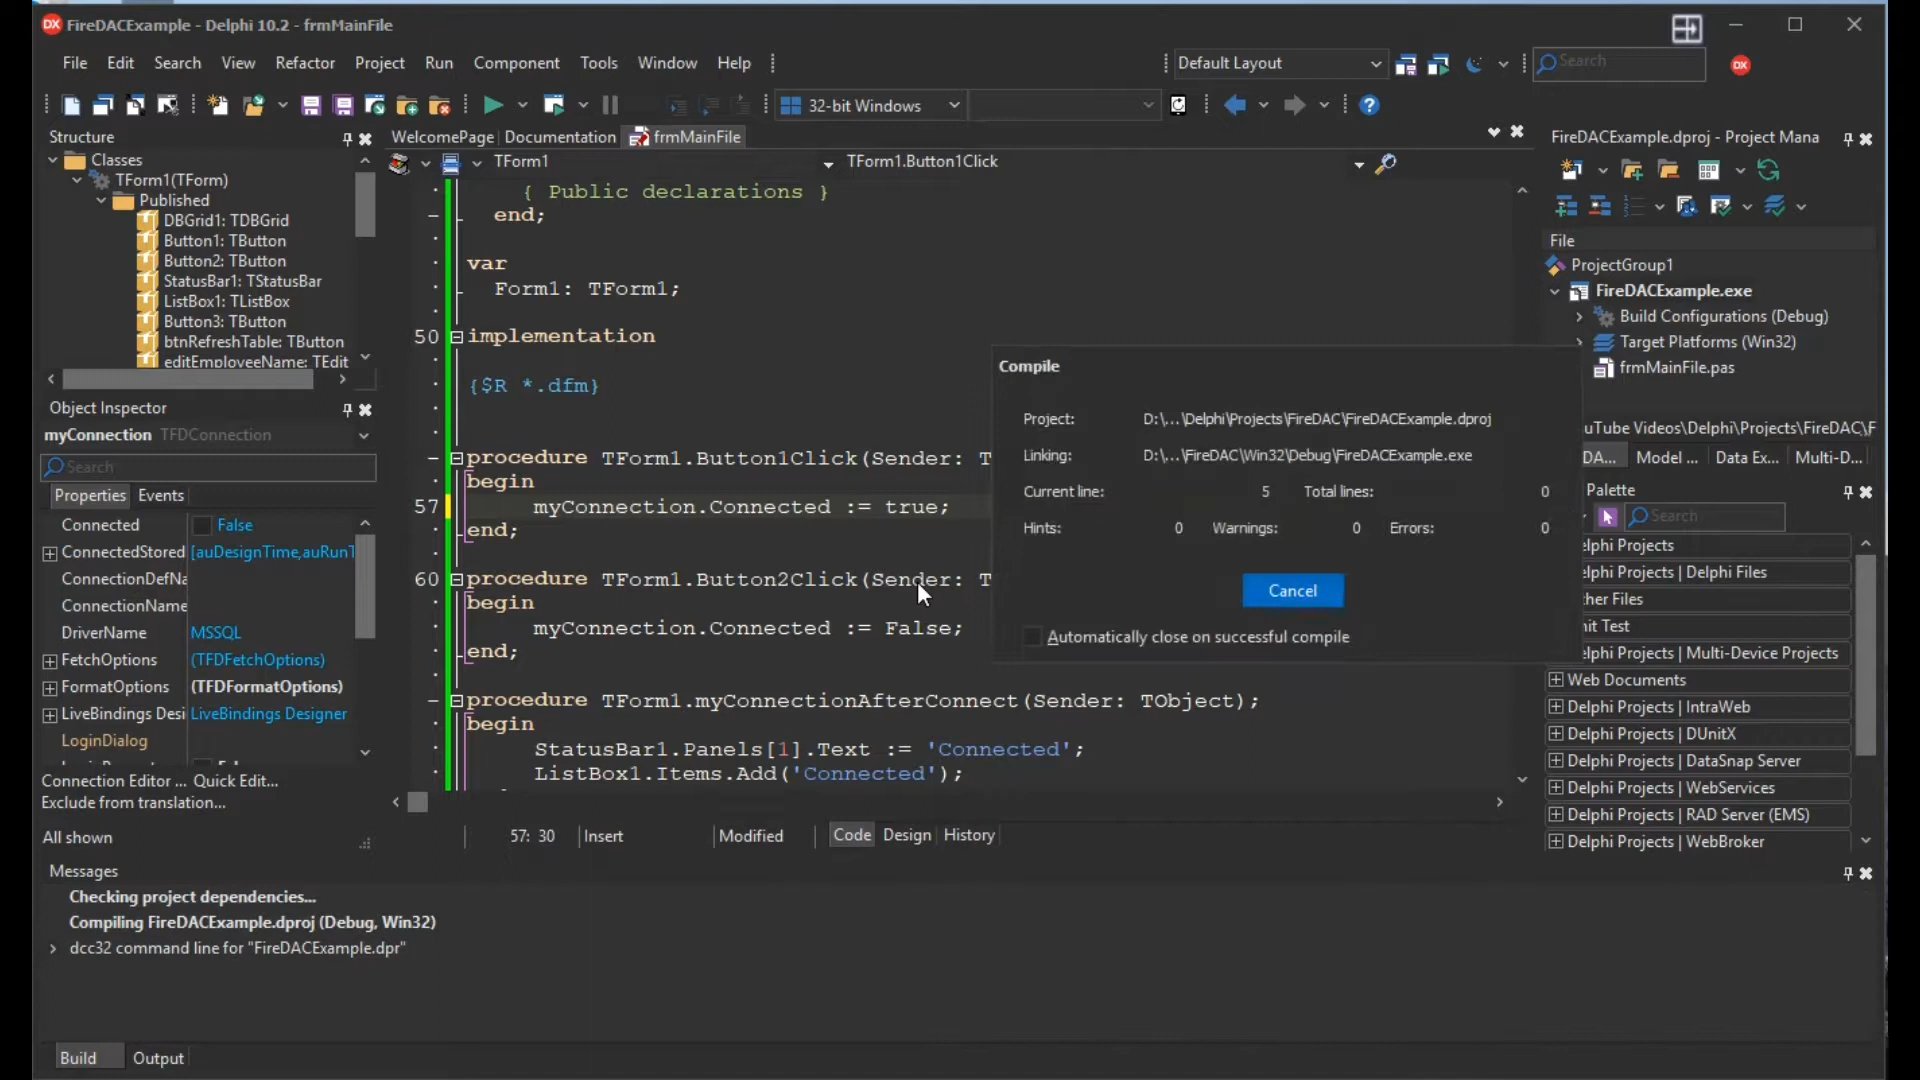 FireDACExample - Delphi 10.2 - frmMainFile
File Edit Search View Refactor Project Run Component Tools Window Help
Default Layout
Search
32-bit Windows
Structure
Classes
TForm1(TForm)
Published
DBGrid1: TDBGrid
Button1: TButton
Button2: TButton
StatusBar1: TStatusBar
ListBox1: TListBox
Button3: TButton
btnRefreshTable: TButton
editEmployeeName: TEdit
Object Inspector
myConnection TFDConnection
Search
Properties Events
Connected False
ConnectedStored [auDesignTime,auRunT
ConnectionDefNa
ConnectionName
DriverName MSSQL
FetchOptions (TFDFetchOptions)
FormatOptions (TFDFormatOptions)
LiveBindings Desi LiveBindings Designer
LoginDialog
Connection Editor ... Quick Edit...
Exclude from translation...
All shown
WelcomePage Documentation frmMainFile
TForm1 TForm1.Button1Click
{ Public declarations }
end;
var
Form1: TForm1;
50 implementation
{$R *.dfm}
procedure TForm1.Button1Click(Sender: T
begin
57 myConnection.Connected := true;
end;
60 procedure TForm1.Button2Click(Sender: T
begin
myConnection.Connected := False;
end;
procedure TForm1.myConnectionAfterConnect(Sender: TObject);
begin
StatusBar1.Panels[1].Text := 'Connected';
ListBox1.Items.Add('Connected');
57: 30 Insert Modified Code Design History
Compile
Project: D:\...\Delphi\Projects\FireDAC\FireDACExample.dproj
Linking: D:\...\FireDAC\Win32\Debug\FireDACExample.exe
Current line: 5 Total lines: 0
Hints: 0 Warnings: 0 Errors: 0
Cancel
Automatically close on successful compile
FireDACExample.dproj - Project Mana
File
ProjectGroup1
FireDACExample.exe
Build Configurations (Debug)
Target Platforms (Win32)
frmMainFile.pas
uTube Videos\Delphi\Projects\FireDAC\F
DA... Model ... Data Ex... Multi-D...
Palette
Search
elphi Projects
elphi Projects | Delphi Files
ther Files
nit Test
elphi Projects | Multi-Device Projects
Web Documents
Delphi Projects | IntraWeb
Delphi Projects | DUnitX
Delphi Projects | DataSnap Server
Delphi Projects | WebServices
Delphi Projects | RAD Server (EMS)
Delphi Projects | WebBroker
Messages
Checking project dependencies...
Compiling FireDACExample.dproj (Debug, Win32)
dcc32 command line for "FireDACExample.dpr"
Build Output